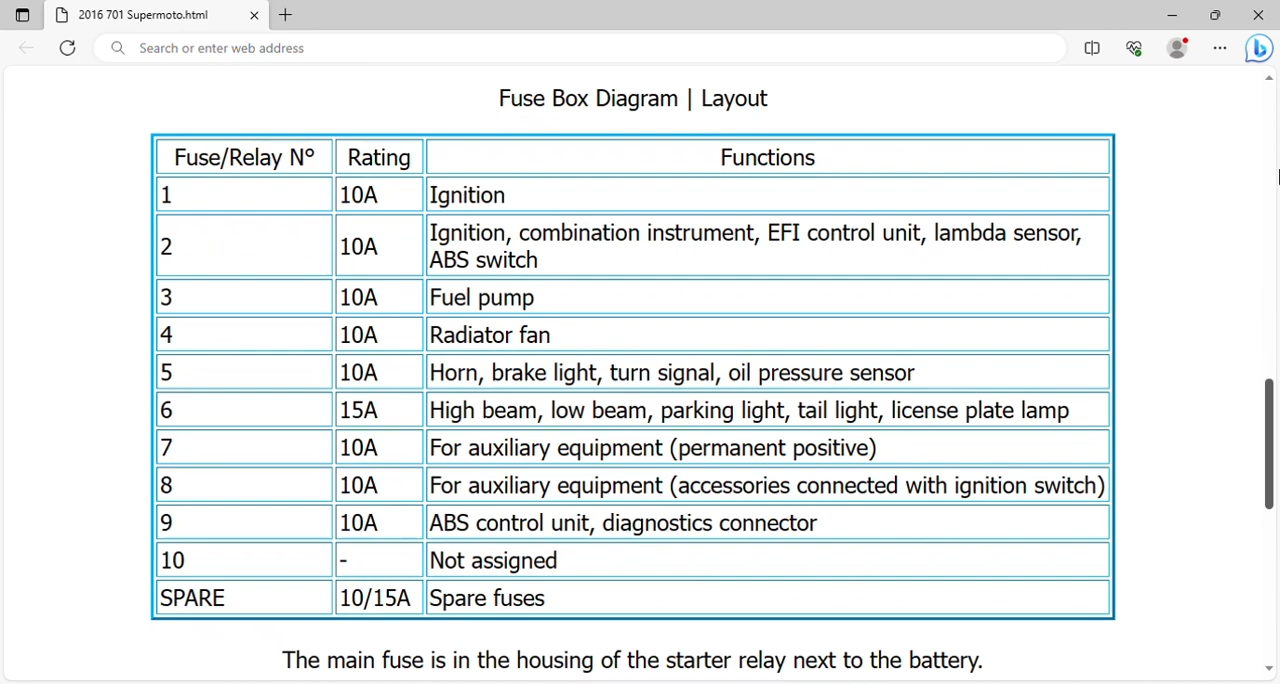 2016 701 Supermoto.html
Search or enter web address
Fuse Box Diagram | Layout
Fuse/Relay N° Rating Functions
1 10A Ignition
2 10A Ignition, combination instrument, EFI control unit, lambda sensor,
ABS switch
3 10A Fuel pump
4 10A Radiator fan
5 10A Horn, brake light, turn signal, oil pressure sensor
6 15A High beam, low beam, parking light, tail light, license plate lamp
7 10A For auxiliary equipment (permanent positive)
8 10A For auxiliary equipment (accessories connected with ignition switch)
9 10A ABS control unit, diagnostics connector
10 - Not assigned
SPARE 10/15A Spare fuses
The main fuse is in the housing of the starter relay next to the battery.